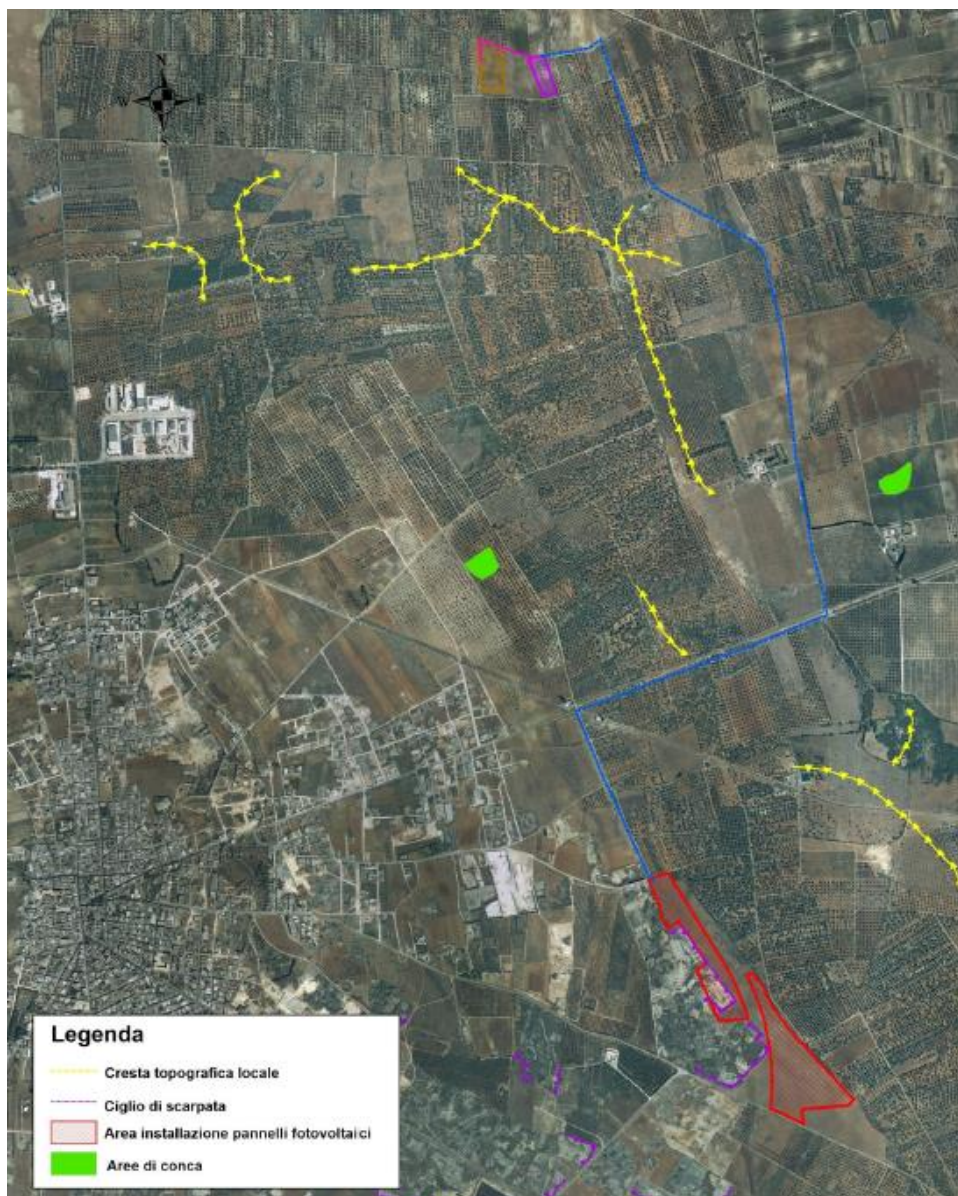 N
W E
Legenda
Cresta topografica locale
Ciglio di scarpata
Area installazione pannelli fotovoltaici
Aree di conca